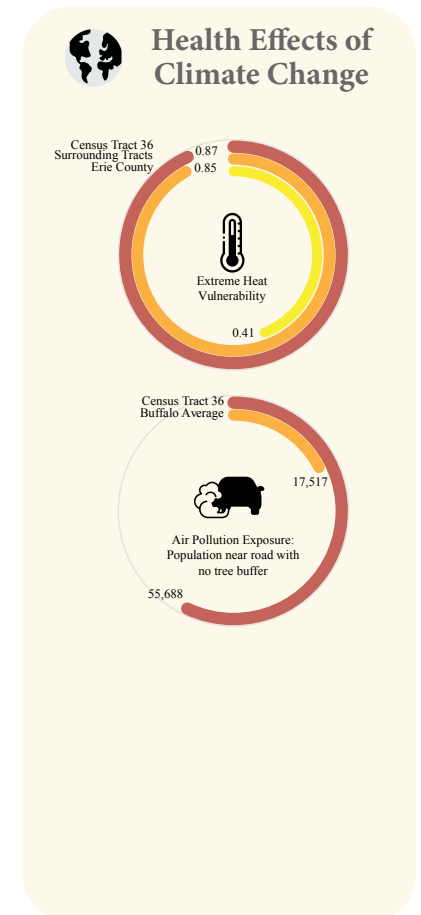 Health Effects of
Climate Change
Census Tract 36
Surrounding Tracts
Erie County
0.87
0.85
Extreme Heat
Vulnerability
0.41
Census Tract 36
Buffalo Average
17,517
Air Pollution Exposure:
Population near road with
no tree buffer
55,688